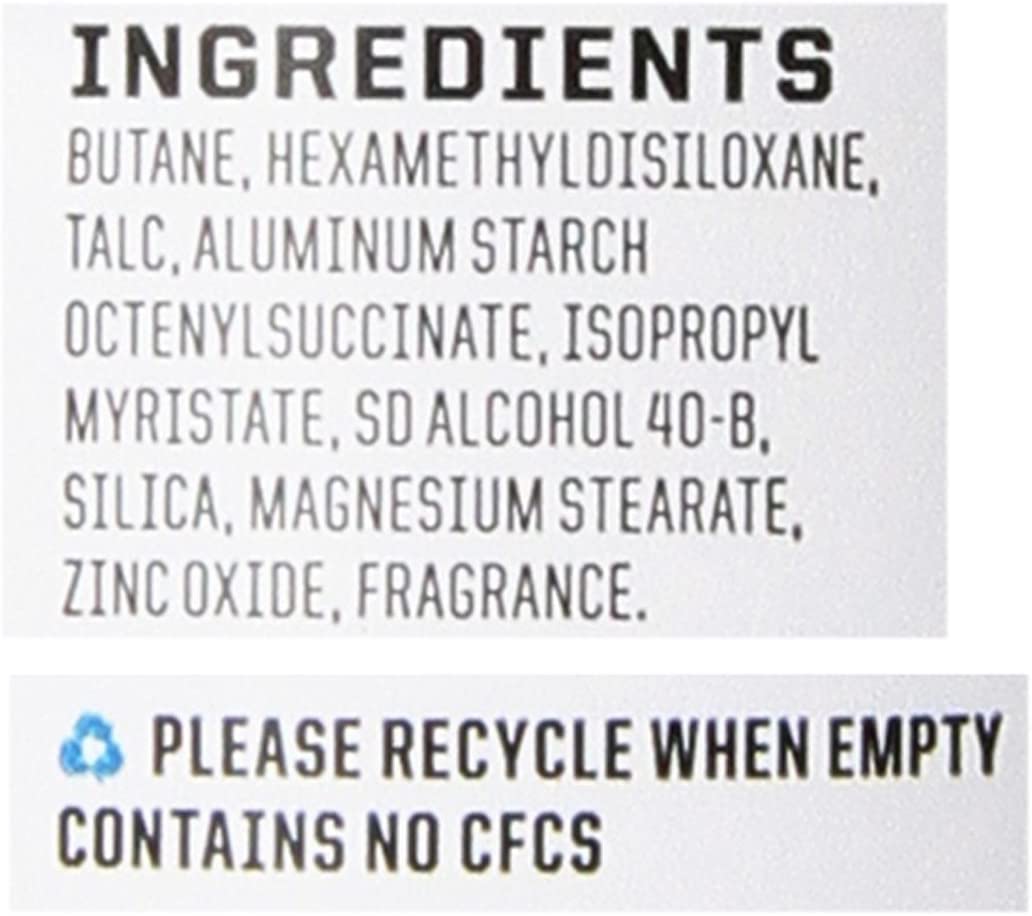 INGREDIENTS
BUTANE, HEXAMETHYLDISILOXANE,
TALC, ALUMINUM STARCH
OCTENYLSUCCINATE, ISOPROPYL
MYRISTATE, SD ALCOHOL 40-B,
SILICA, MAGNESIUM STEARATE,
ZINC OXIDE, FRAGRANCE.
PLEASE RECYCLE WHEN EMPTY
CONTAINS NO CFCS